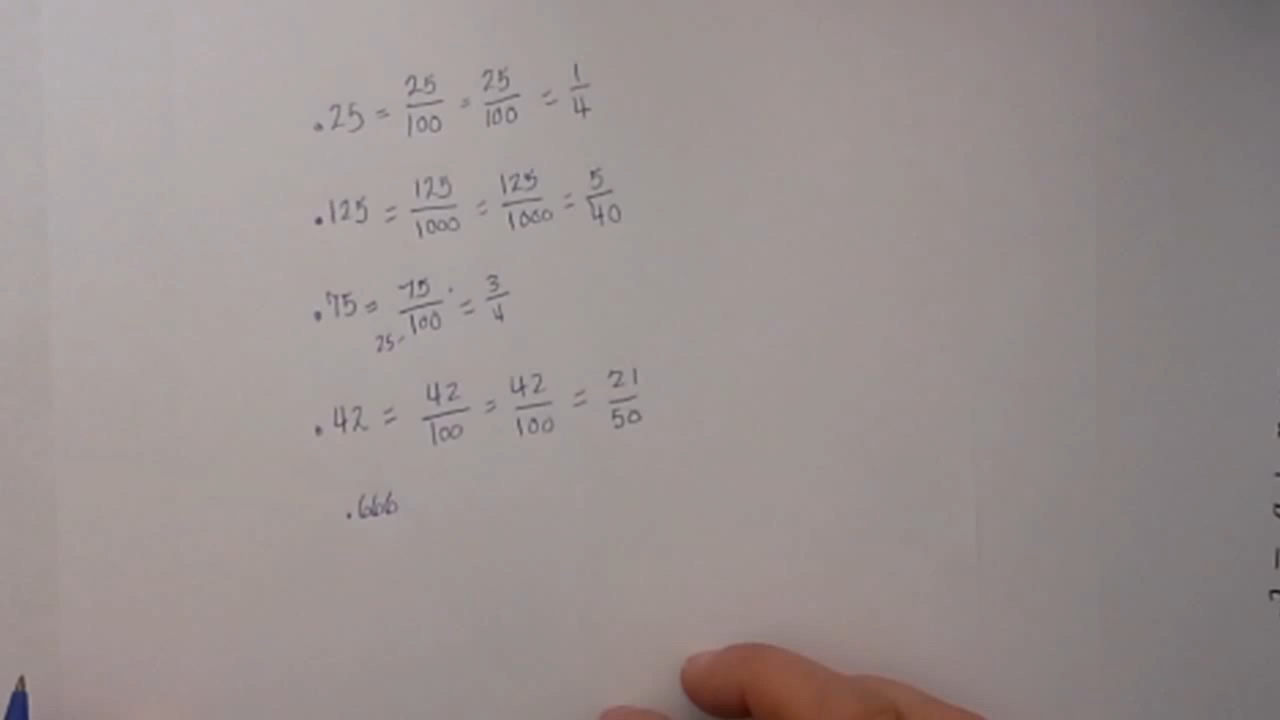 .25 = 25/100 = 25/100 = 1/4
.125 = 125/1000 = 125/1000 = 5/40
.75 = 75/100 = 3/4
25
.42 = 42/100 = 42/100 = 21/50
.666